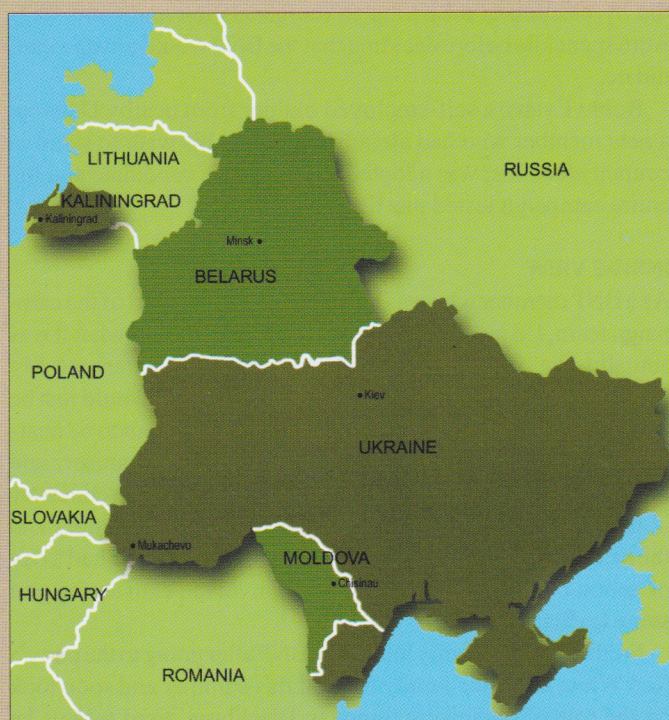 LITHUANIA
RUSSIA
KALININGRAD
Kaliningrad
Minsk
BELARUS
POLAND
Kiev
UKRAINE
SLOVAKIA
Mukachevo
MOLDOVA
Chisinau
HUNGARY
ROMANIA